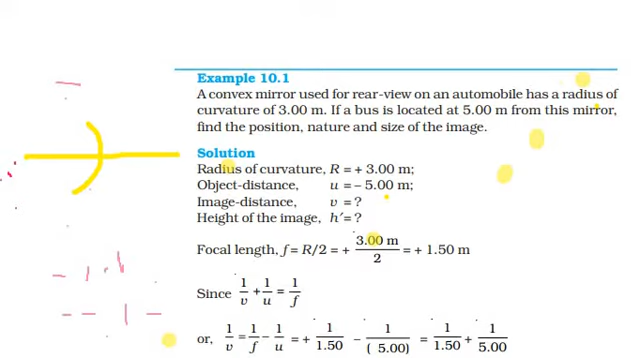 Example 10.1
A convex mirror used for rear-view on an automobile has a radius of
curvature of 3.00 m. If a bus is located at 5.00 m from this mirror,
find the position, nature and size of the image.
Solution
Radius of curvature, R = + 3.00 m;
Object-distance, u = – 5.00 m;
Image-distance, v = ?
Height of the image, h′= ?
Focal length, f = R/2 = + 3.00 m / 2 = + 1.50 m
Since 1/v + 1/u = 1/f
or, 1/v = 1/f – 1/u = + 1/1.50 – 1/( 5.00) = 1/1.50 + 1/5.00